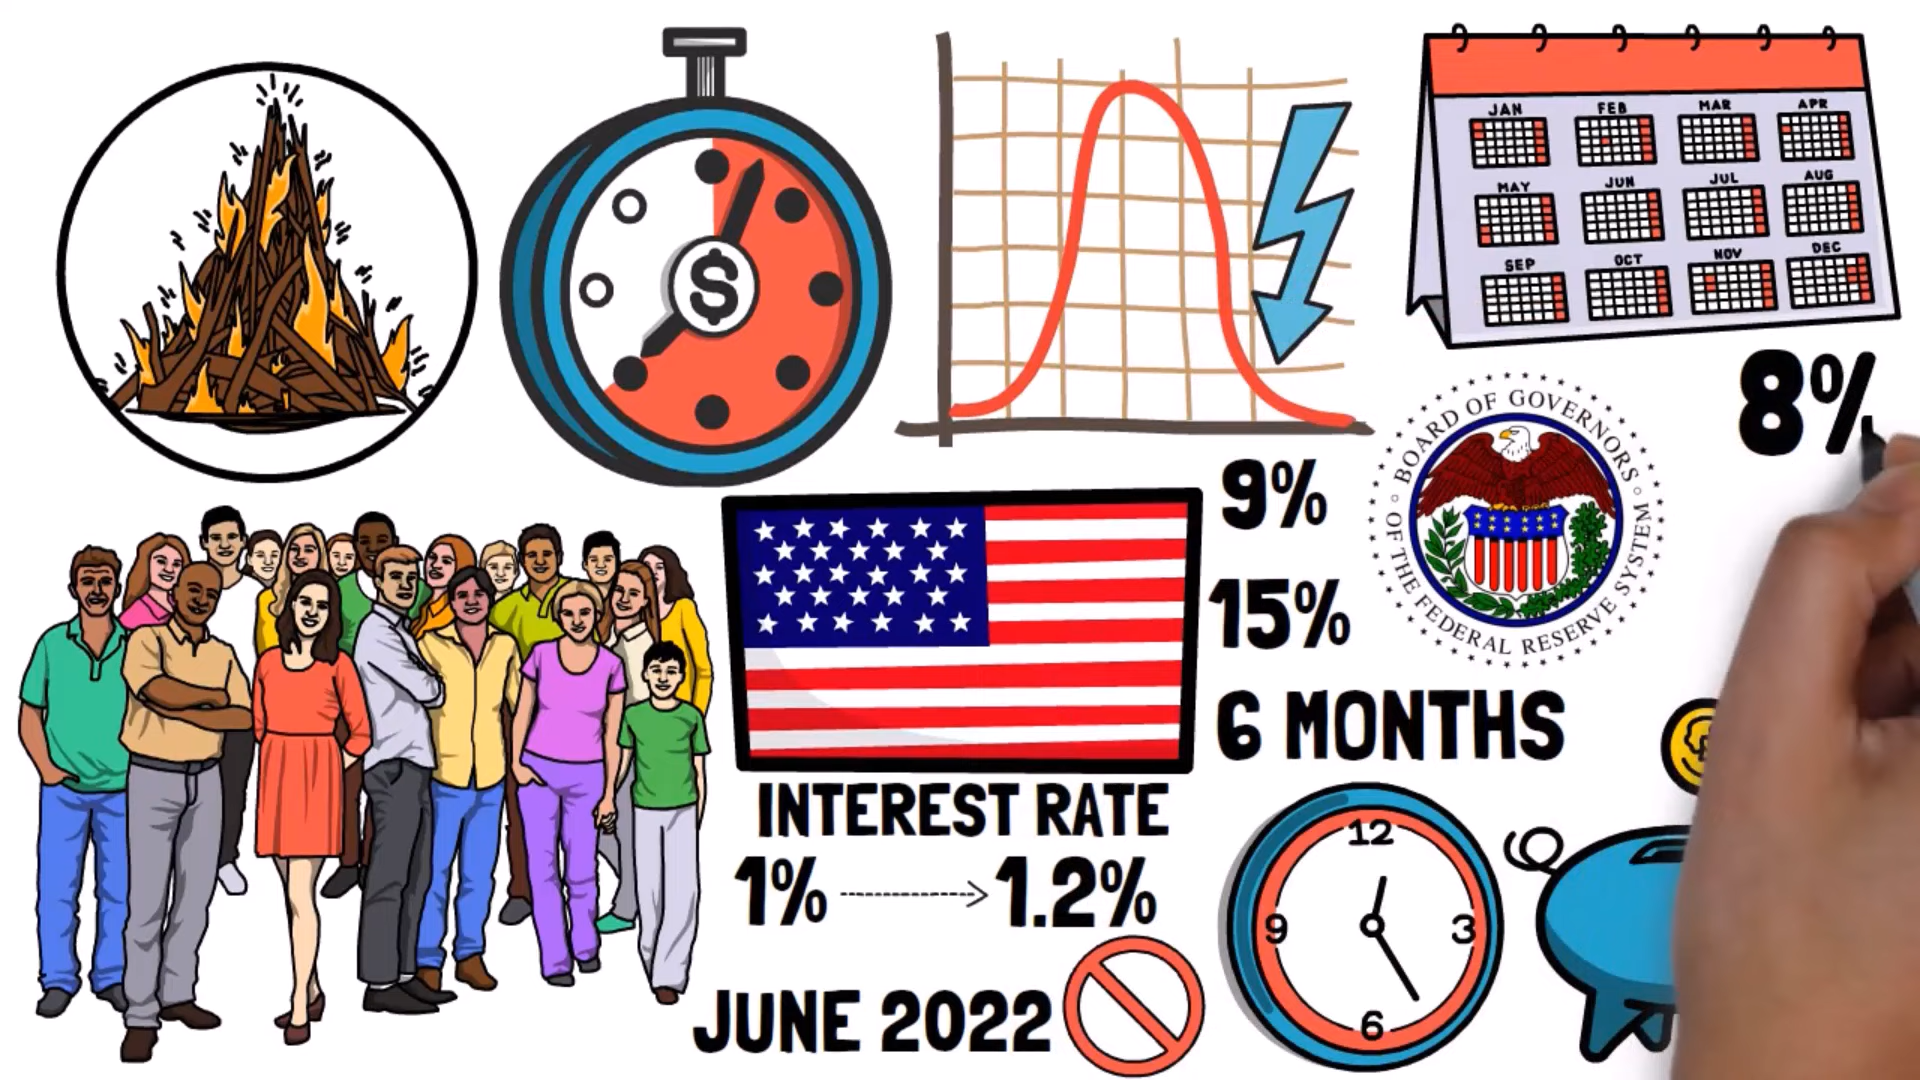 $
JAN FEB MAR APR
MAY JUN JUL AUG
SEP OCT NOV DEC
8%
BOARD OF GOVERNORS
OF THE FEDERAL RESERVE SYSTEM
9%
15%
6 MONTHS
INTEREST RATE
1% 1.2%
JUNE 2022
12
9 3
6